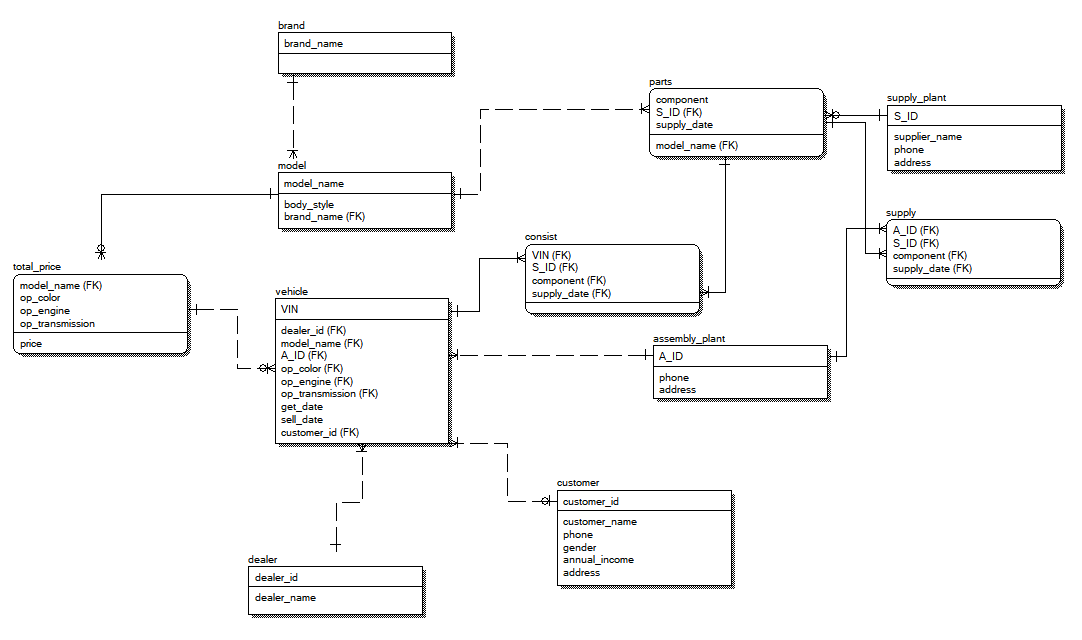 brand
brand_name
model
model_name
body_style
brand_name (FK)
parts
component
S_ID (FK)
supply_date
model_name (FK)
supply_plant
S_ID
supplier_name
phone
address
supply
A_ID (FK)
S_ID (FK)
component (FK)
supply_date (FK)
consist
VIN (FK)
S_ID (FK)
component (FK)
supply_date (FK)
total_price
model_name (FK)
op_color
op_engine
op_transmission
price
vehicle
VIN
dealer_id (FK)
model_name (FK)
A_ID (FK)
op_color (FK)
op_engine (FK)
op_transmission (FK)
get_date
sell_date
customer_id (FK)
assembly_plant
A_ID
phone
address
customer
customer_id
customer_name
phone
gender
annual_income
address
dealer
dealer_id
dealer_name